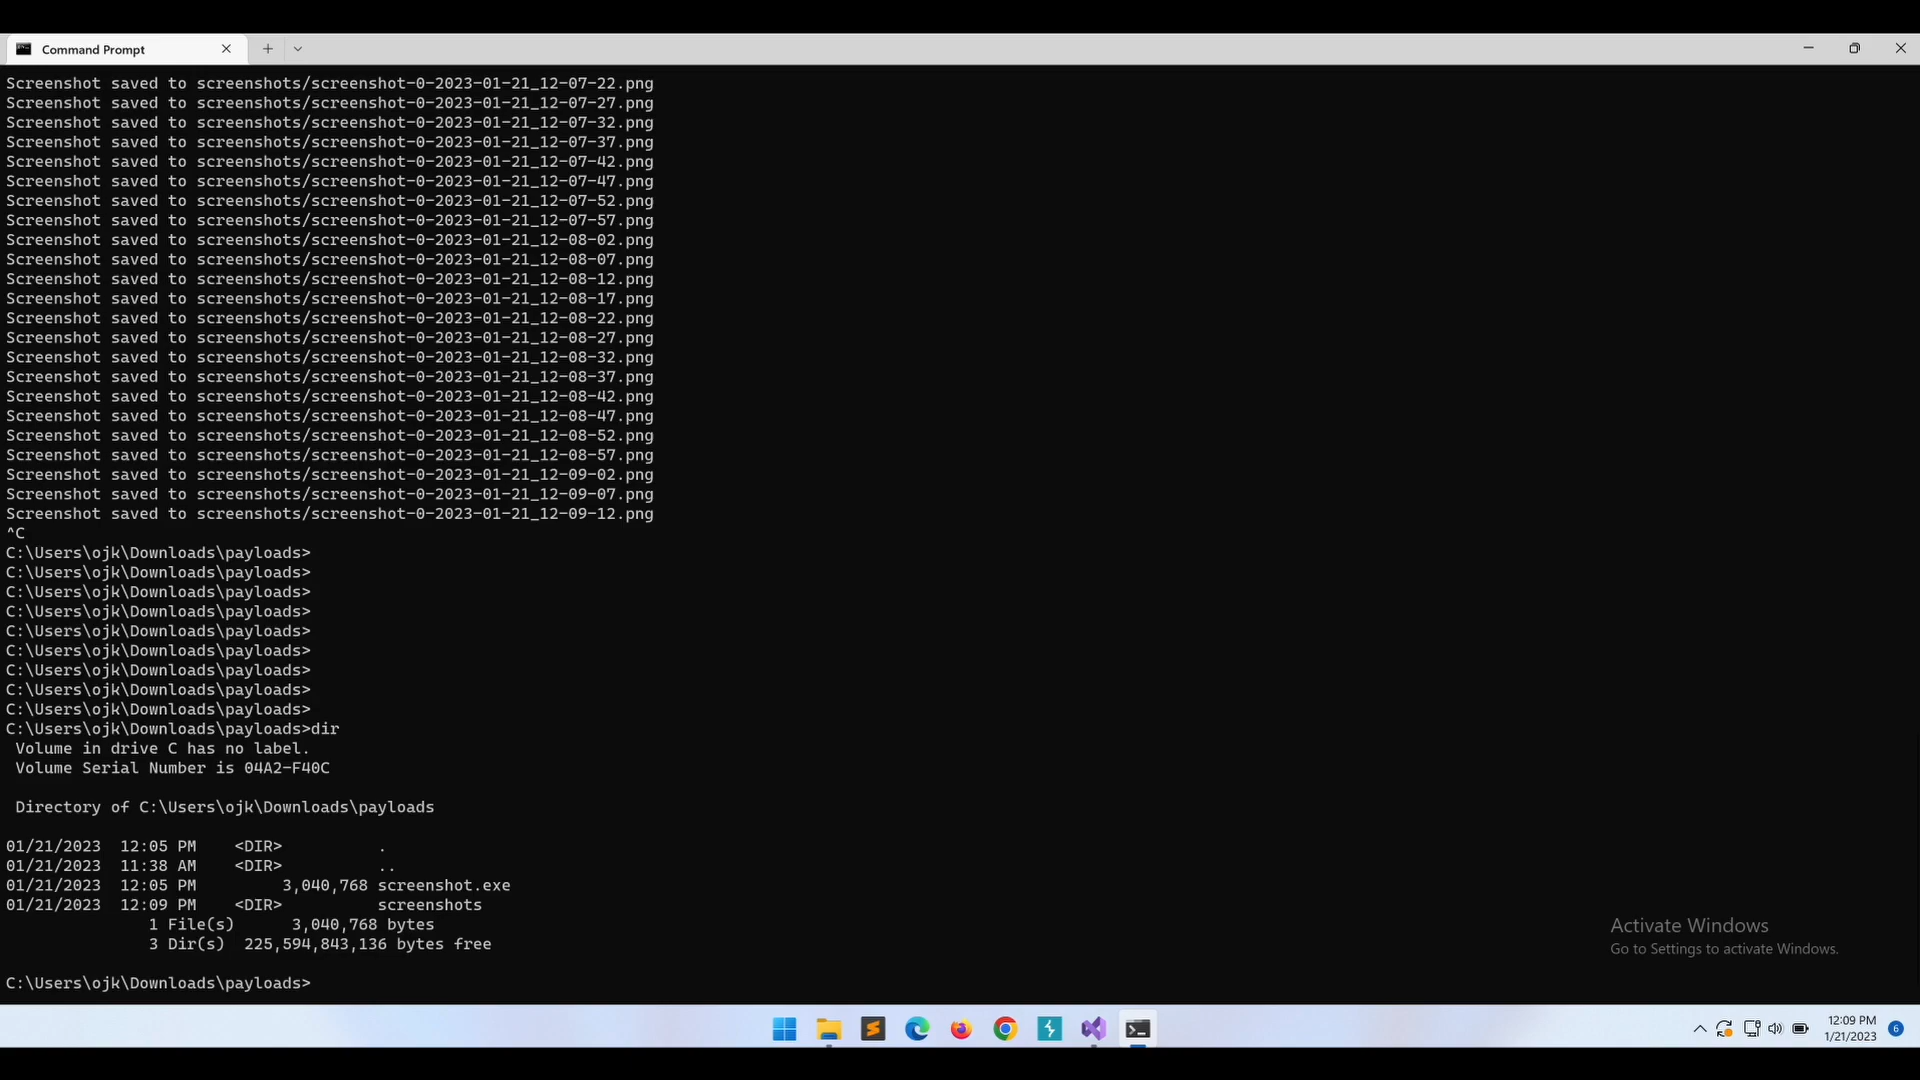 Command Prompt
Screenshot saved to screenshots/screenshot-0-2023-01-21_12-07-22.png
Screenshot saved to screenshots/screenshot-0-2023-01-21_12-07-27.png
Screenshot saved to screenshots/screenshot-0-2023-01-21_12-07-32.png
Screenshot saved to screenshots/screenshot-0-2023-01-21_12-07-37.png
Screenshot saved to screenshots/screenshot-0-2023-01-21_12-07-42.png
Screenshot saved to screenshots/screenshot-0-2023-01-21_12-07-47.png
Screenshot saved to screenshots/screenshot-0-2023-01-21_12-07-52.png
Screenshot saved to screenshots/screenshot-0-2023-01-21_12-07-57.png
Screenshot saved to screenshots/screenshot-0-2023-01-21_12-08-02.png
Screenshot saved to screenshots/screenshot-0-2023-01-21_12-08-07.png
Screenshot saved to screenshots/screenshot-0-2023-01-21_12-08-12.png
Screenshot saved to screenshots/screenshot-0-2023-01-21_12-08-17.png
Screenshot saved to screenshots/screenshot-0-2023-01-21_12-08-22.png
Screenshot saved to screenshots/screenshot-0-2023-01-21_12-08-27.png
Screenshot saved to screenshots/screenshot-0-2023-01-21_12-08-32.png
Screenshot saved to screenshots/screenshot-0-2023-01-21_12-08-37.png
Screenshot saved to screenshots/screenshot-0-2023-01-21_12-08-42.png
Screenshot saved to screenshots/screenshot-0-2023-01-21_12-08-47.png
Screenshot saved to screenshots/screenshot-0-2023-01-21_12-08-52.png
Screenshot saved to screenshots/screenshot-0-2023-01-21_12-08-57.png
Screenshot saved to screenshots/screenshot-0-2023-01-21_12-09-02.png
Screenshot saved to screenshots/screenshot-0-2023-01-21_12-09-07.png
Screenshot saved to screenshots/screenshot-0-2023-01-21_12-09-12.png
^C
C:\Users\ojk\Downloads\payloads>
C:\Users\ojk\Downloads\payloads>
C:\Users\ojk\Downloads\payloads>
C:\Users\ojk\Downloads\payloads>
C:\Users\ojk\Downloads\payloads>
C:\Users\ojk\Downloads\payloads>
C:\Users\ojk\Downloads\payloads>
C:\Users\ojk\Downloads\payloads>
C:\Users\ojk\Downloads\payloads>
C:\Users\ojk\Downloads\payloads>dir
Volume in drive C has no label.
Volume Serial Number is 04A2-F40C
Directory of C:\Users\ojk\Downloads\payloads
01/21/2023  12:05 PM    <DIR>          .
01/21/2023  11:38 AM    <DIR>          ..
01/21/2023  12:05 PM         3,040,768 screenshot.exe
01/21/2023  12:09 PM    <DIR>          screenshots
1 File(s)      3,040,768 bytes
3 Dir(s)  225,594,843,136 bytes free
C:\Users\ojk\Downloads\payloads>
Activate Windows
Go to Settings to activate Windows.
12:09 PM
1/21/2023
6